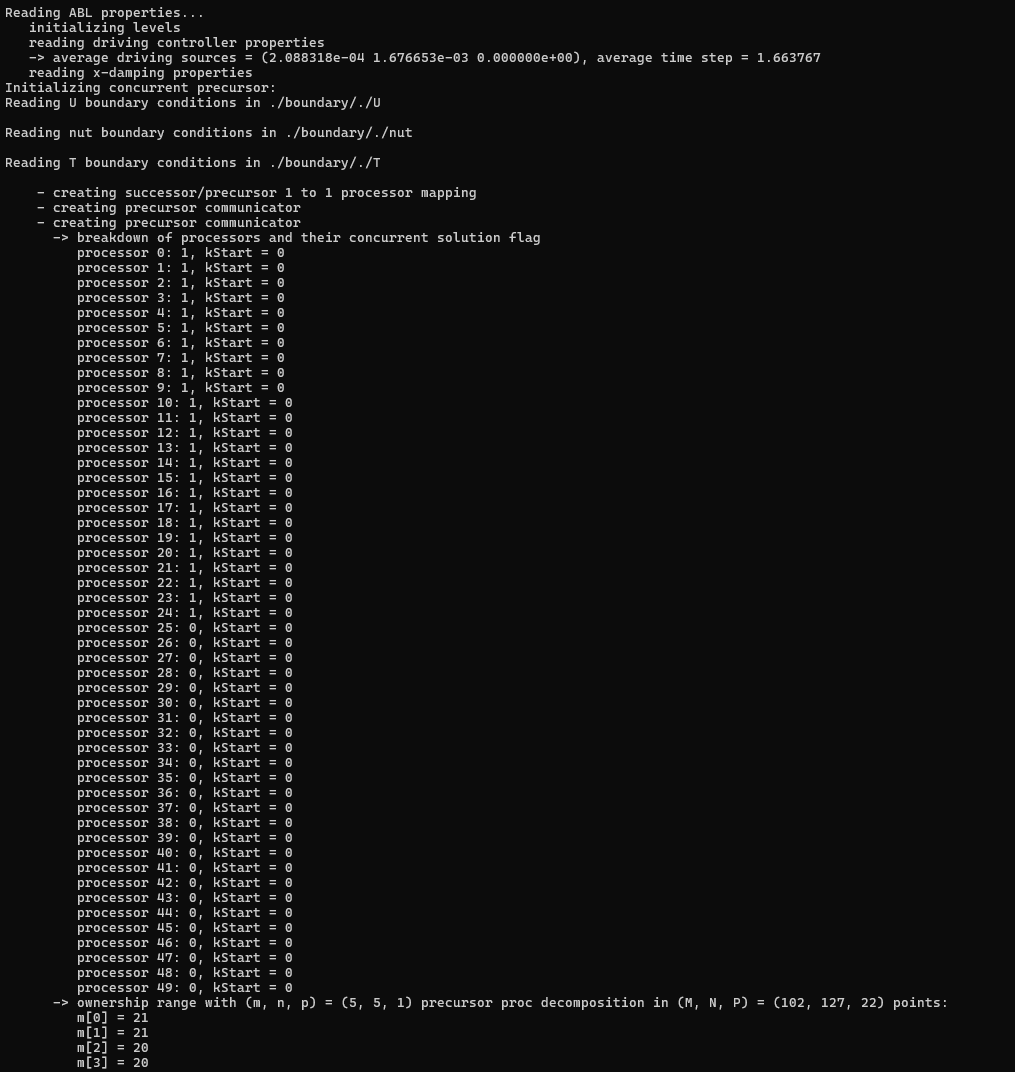 Reading ABL properties...
initializing levels
reading driving controller properties
-> average driving sources = (2.088318e-04 1.676653e-03 0.000000e+00), average time step = 1.663767
reading x-damping properties
Initializing concurrent precursor:
Reading U boundary conditions in ./boundary/./U
Reading nut boundary conditions in ./boundary/./nut
Reading T boundary conditions in ./boundary/./T
- creating successor/precursor 1 to 1 processor mapping
- creating precursor communicator
- creating precursor communicator
-> breakdown of processors and their concurrent solution flag
processor 0: 1, kStart = 0
processor 1: 1, kStart = 0
processor 2: 1, kStart = 0
processor 3: 1, kStart = 0
processor 4: 1, kStart = 0
processor 5: 1, kStart = 0
processor 6: 1, kStart = 0
processor 7: 1, kStart = 0
processor 8: 1, kStart = 0
processor 9: 1, kStart = 0
processor 10: 1, kStart = 0
processor 11: 1, kStart = 0
processor 12: 1, kStart = 0
processor 13: 1, kStart = 0
processor 14: 1, kStart = 0
processor 15: 1, kStart = 0
processor 16: 1, kStart = 0
processor 17: 1, kStart = 0
processor 18: 1, kStart = 0
processor 19: 1, kStart = 0
processor 20: 1, kStart = 0
processor 21: 1, kStart = 0
processor 22: 1, kStart = 0
processor 23: 1, kStart = 0
processor 24: 1, kStart = 0
processor 25: 0, kStart = 0
processor 26: 0, kStart = 0
processor 27: 0, kStart = 0
processor 28: 0, kStart = 0
processor 29: 0, kStart = 0
processor 30: 0, kStart = 0
processor 31: 0, kStart = 0
processor 32: 0, kStart = 0
processor 33: 0, kStart = 0
processor 34: 0, kStart = 0
processor 35: 0, kStart = 0
processor 36: 0, kStart = 0
processor 37: 0, kStart = 0
processor 38: 0, kStart = 0
processor 39: 0, kStart = 0
processor 40: 0, kStart = 0
processor 41: 0, kStart = 0
processor 42: 0, kStart = 0
processor 43: 0, kStart = 0
processor 44: 0, kStart = 0
processor 45: 0, kStart = 0
processor 46: 0, kStart = 0
processor 47: 0, kStart = 0
processor 48: 0, kStart = 0
processor 49: 0, kStart = 0
-> ownership range with (m, n, p) = (5, 5, 1) precursor proc decomposition in (M, N, P) = (102, 127, 22) points:
m[0] = 21
m[1] = 21
m[2] = 20
m[3] = 20